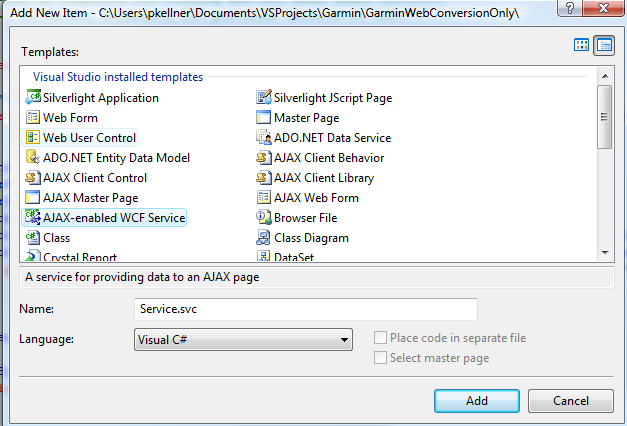 Add New Item - C:\Users\pkellner\Documents\VSProjects\Garmin\GarminWebConversionOnly\
Templates:
Visual Studio installed templates
Silverlight Application
Silverlight JScript Page
Web Form
Master Page
Web User Control
ADO.NET Data Service
ADO.NET Entity Data Model
AJAX Client Behavior
AJAX Client Control
AJAX Client Library
AJAX Master Page
AJAX Web Form
AJAX-enabled WCF Service
Browser File
Class
Class Diagram
Crystal Report
DataSet
A service for providing data to an AJAX page
Name:
Service.svc
Language:
Visual C#
Place code in separate file
Select master page
Add
Cancel